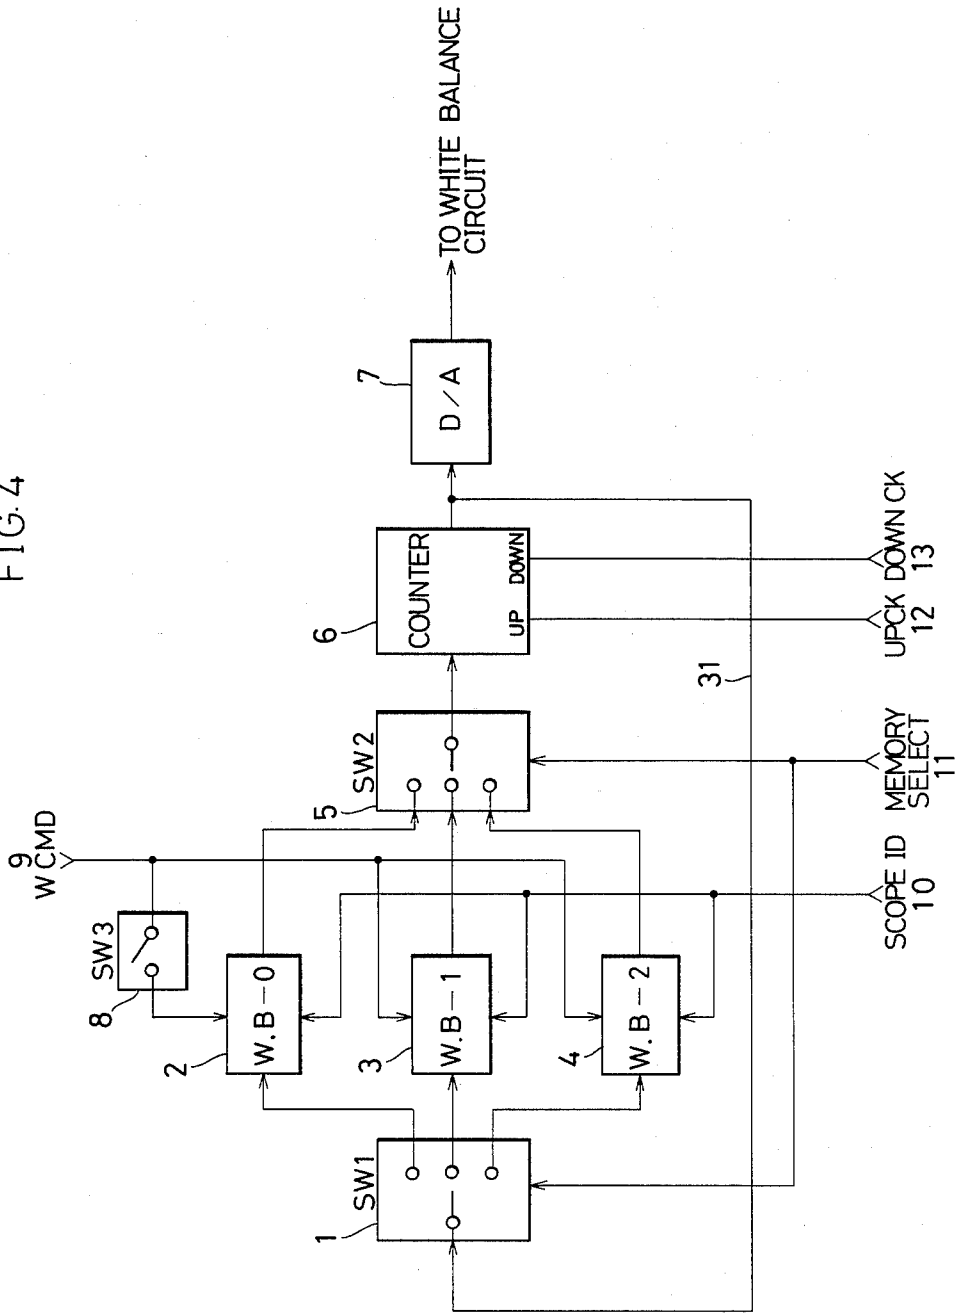 FIG. 4
9
W CMD
SW3
8
2
W.B-0
3
W.B-1
4
W.B-2
1
SW1
5
SW2
6
COUNTER
UP
DOWN
7
D/A
TO WHITE BALANCE
CIRCUIT
31
SCOPE ID
10
MEMORY
SELECT
11
UPCK
12
DOWN CK
13